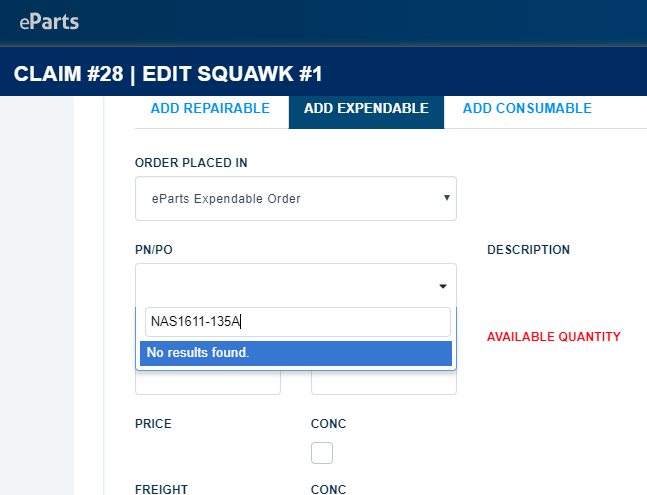 eParts
CLAIM #28 | EDIT SQUAWK #1
ADD REPAIRABLE ADD EXPENDABLE ADD CONSUMABLE
ORDER PLACED IN
eParts Expendable Order
PN/PO DESCRIPTION
NAS1611-135A
AVAILABLE QUANTITY
No results found.
PRICE CONC
FREIGHT CONC